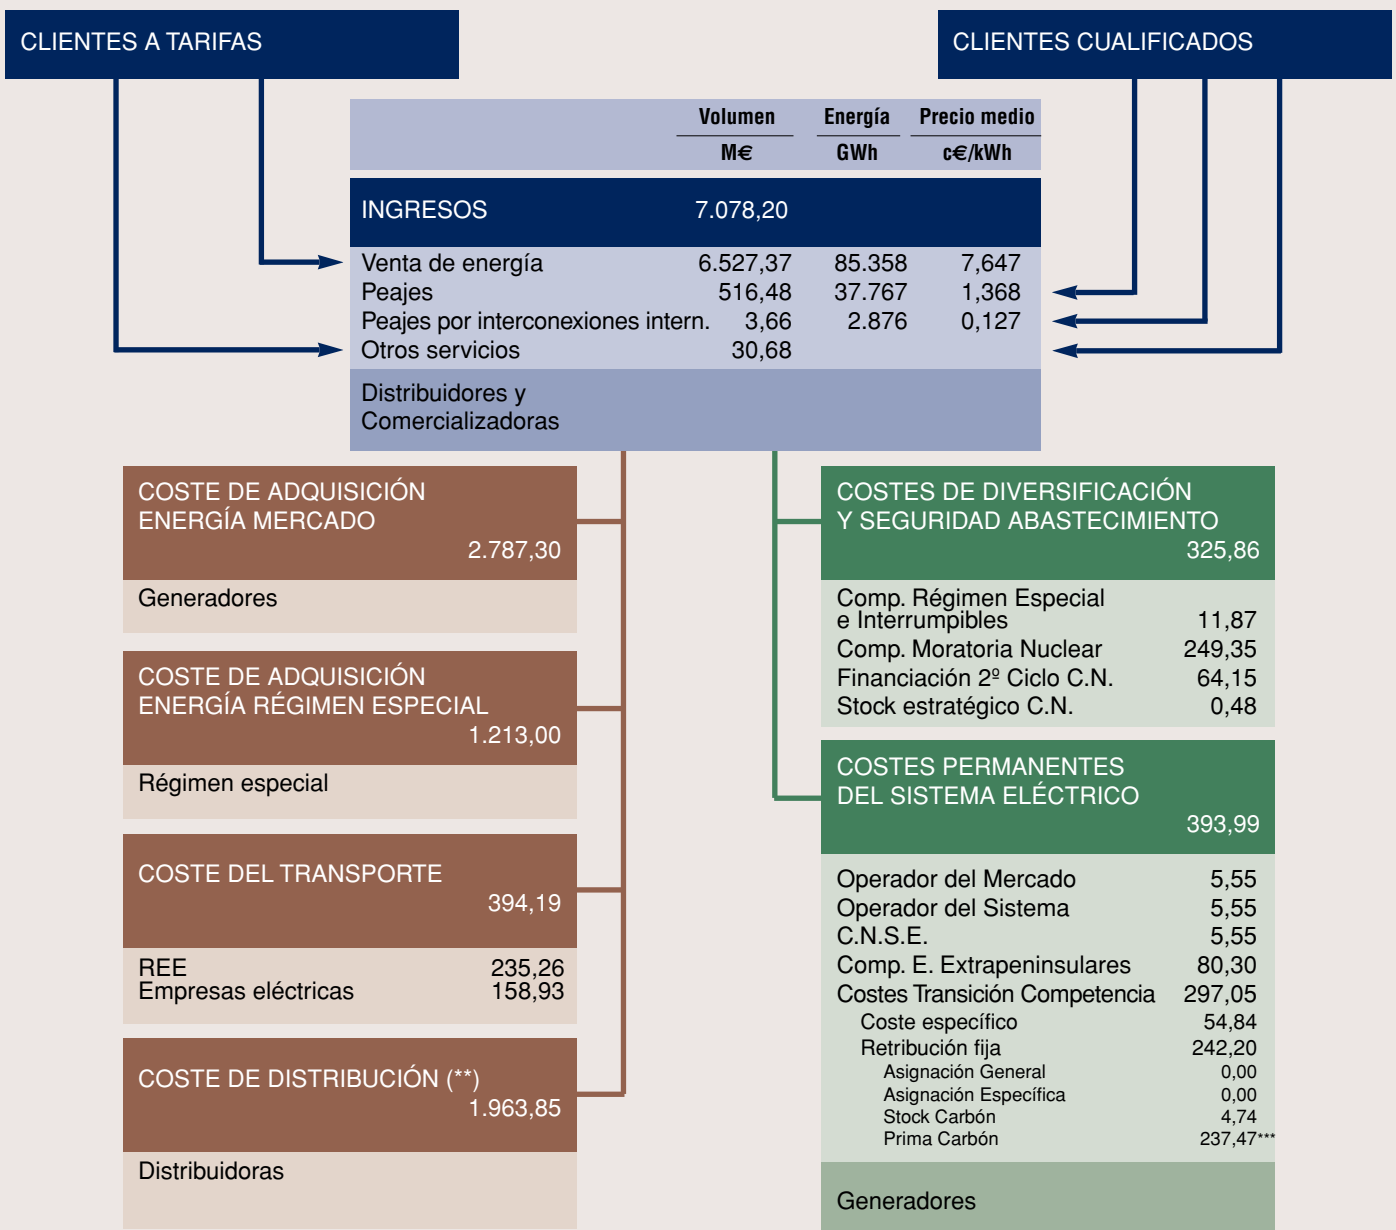 CLIENTES A TARIFAS
CLIENTES CUALIFICADOS
Volumen Energía Precio medio
M€ GWh c€/kWh
INGRESOS 7.078,20
Venta de energía 6.527,37 85.358 7,647
Peajes 516,48 37.767 1,368
Peajes por interconexiones intern. 3,66 2.876 0,127
Otros servicios 30,68
Distribuidores y
Comercializadoras
COSTE DE ADQUISICIÓN
ENERGÍA MERCADO
2.787,30
Generadores
COSTE DE ADQUISICIÓN
ENERGÍA RÉGIMEN ESPECIAL
1.213,00
Régimen especial
COSTE DEL TRANSPORTE
394,19
REE 235,26
Empresas eléctricas 158,93
COSTE DE DISTRIBUCIÓN (**)
1.963,85
Distribuidoras
COSTES DE DIVERSIFICACIÓN
Y SEGURIDAD ABASTECIMIENTO
325,86
Comp. Régimen Especial
e Interrumpibles 11,87
Comp. Moratoria Nuclear 249,35
Financiación 2º Ciclo C.N. 64,15
Stock estratégico C.N. 0,48
COSTES PERMANENTES
DEL SISTEMA ELÉCTRICO
393,99
Operador del Mercado 5,55
Operador del Sistema 5,55
C.N.S.E. 5,55
Comp. E. Extrapeninsulares 80,30
Costes Transición Competencia 297,05
Coste específico 54,84
Retribución fija 242,20
Asignación General 0,00
Asignación Específica 0,00
Stock Carbón 4,74
Prima Carbón 237,47***
Generadores